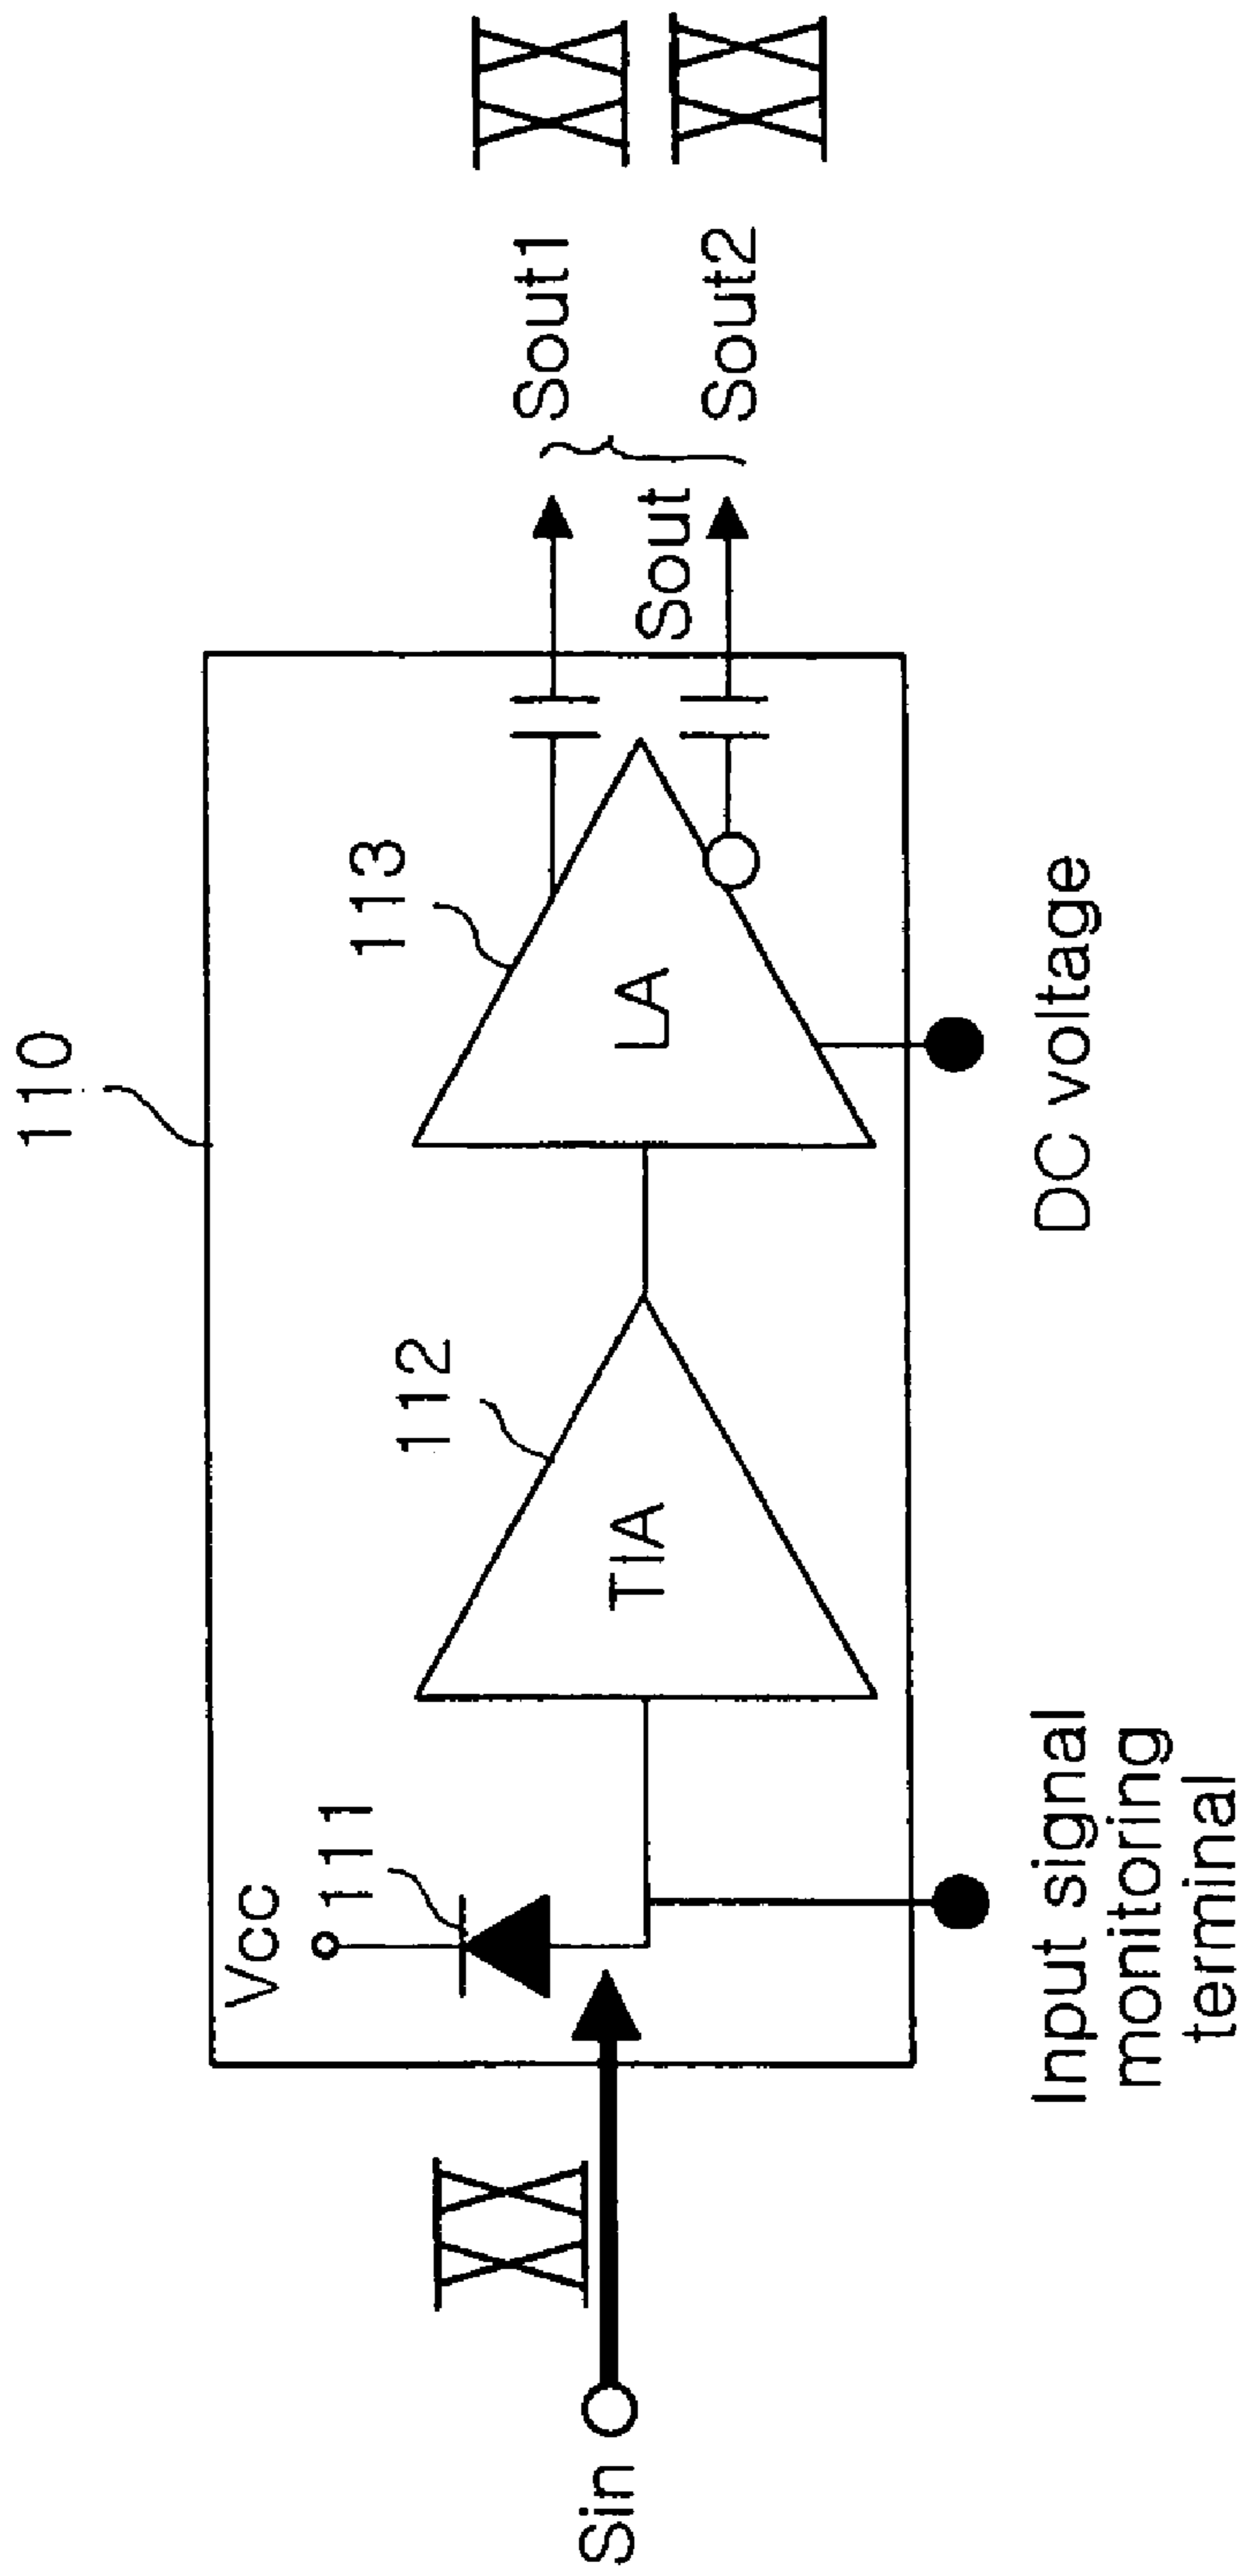 110
Vcc
111
112
113
TIA
LA
Sin
Sout
Sout1
Sout2
Input signal
monitoring
terminal
DC voltage